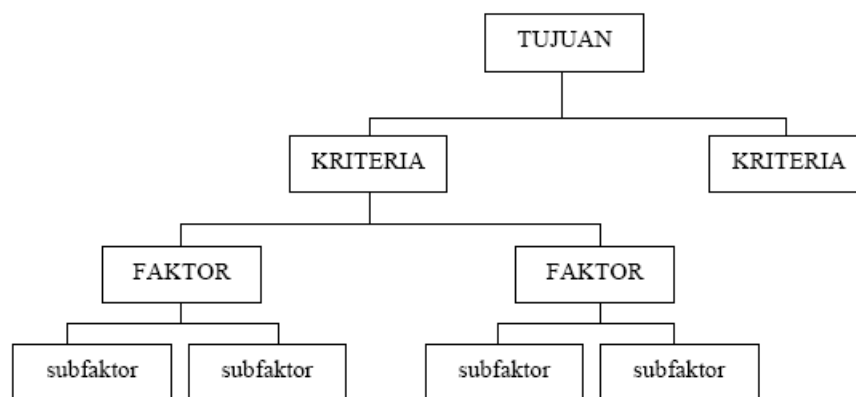 TUJUAN
KRITERIA
KRITERIA
FAKTOR
FAKTOR
subfaktor
subfaktor
subfaktor
subfaktor